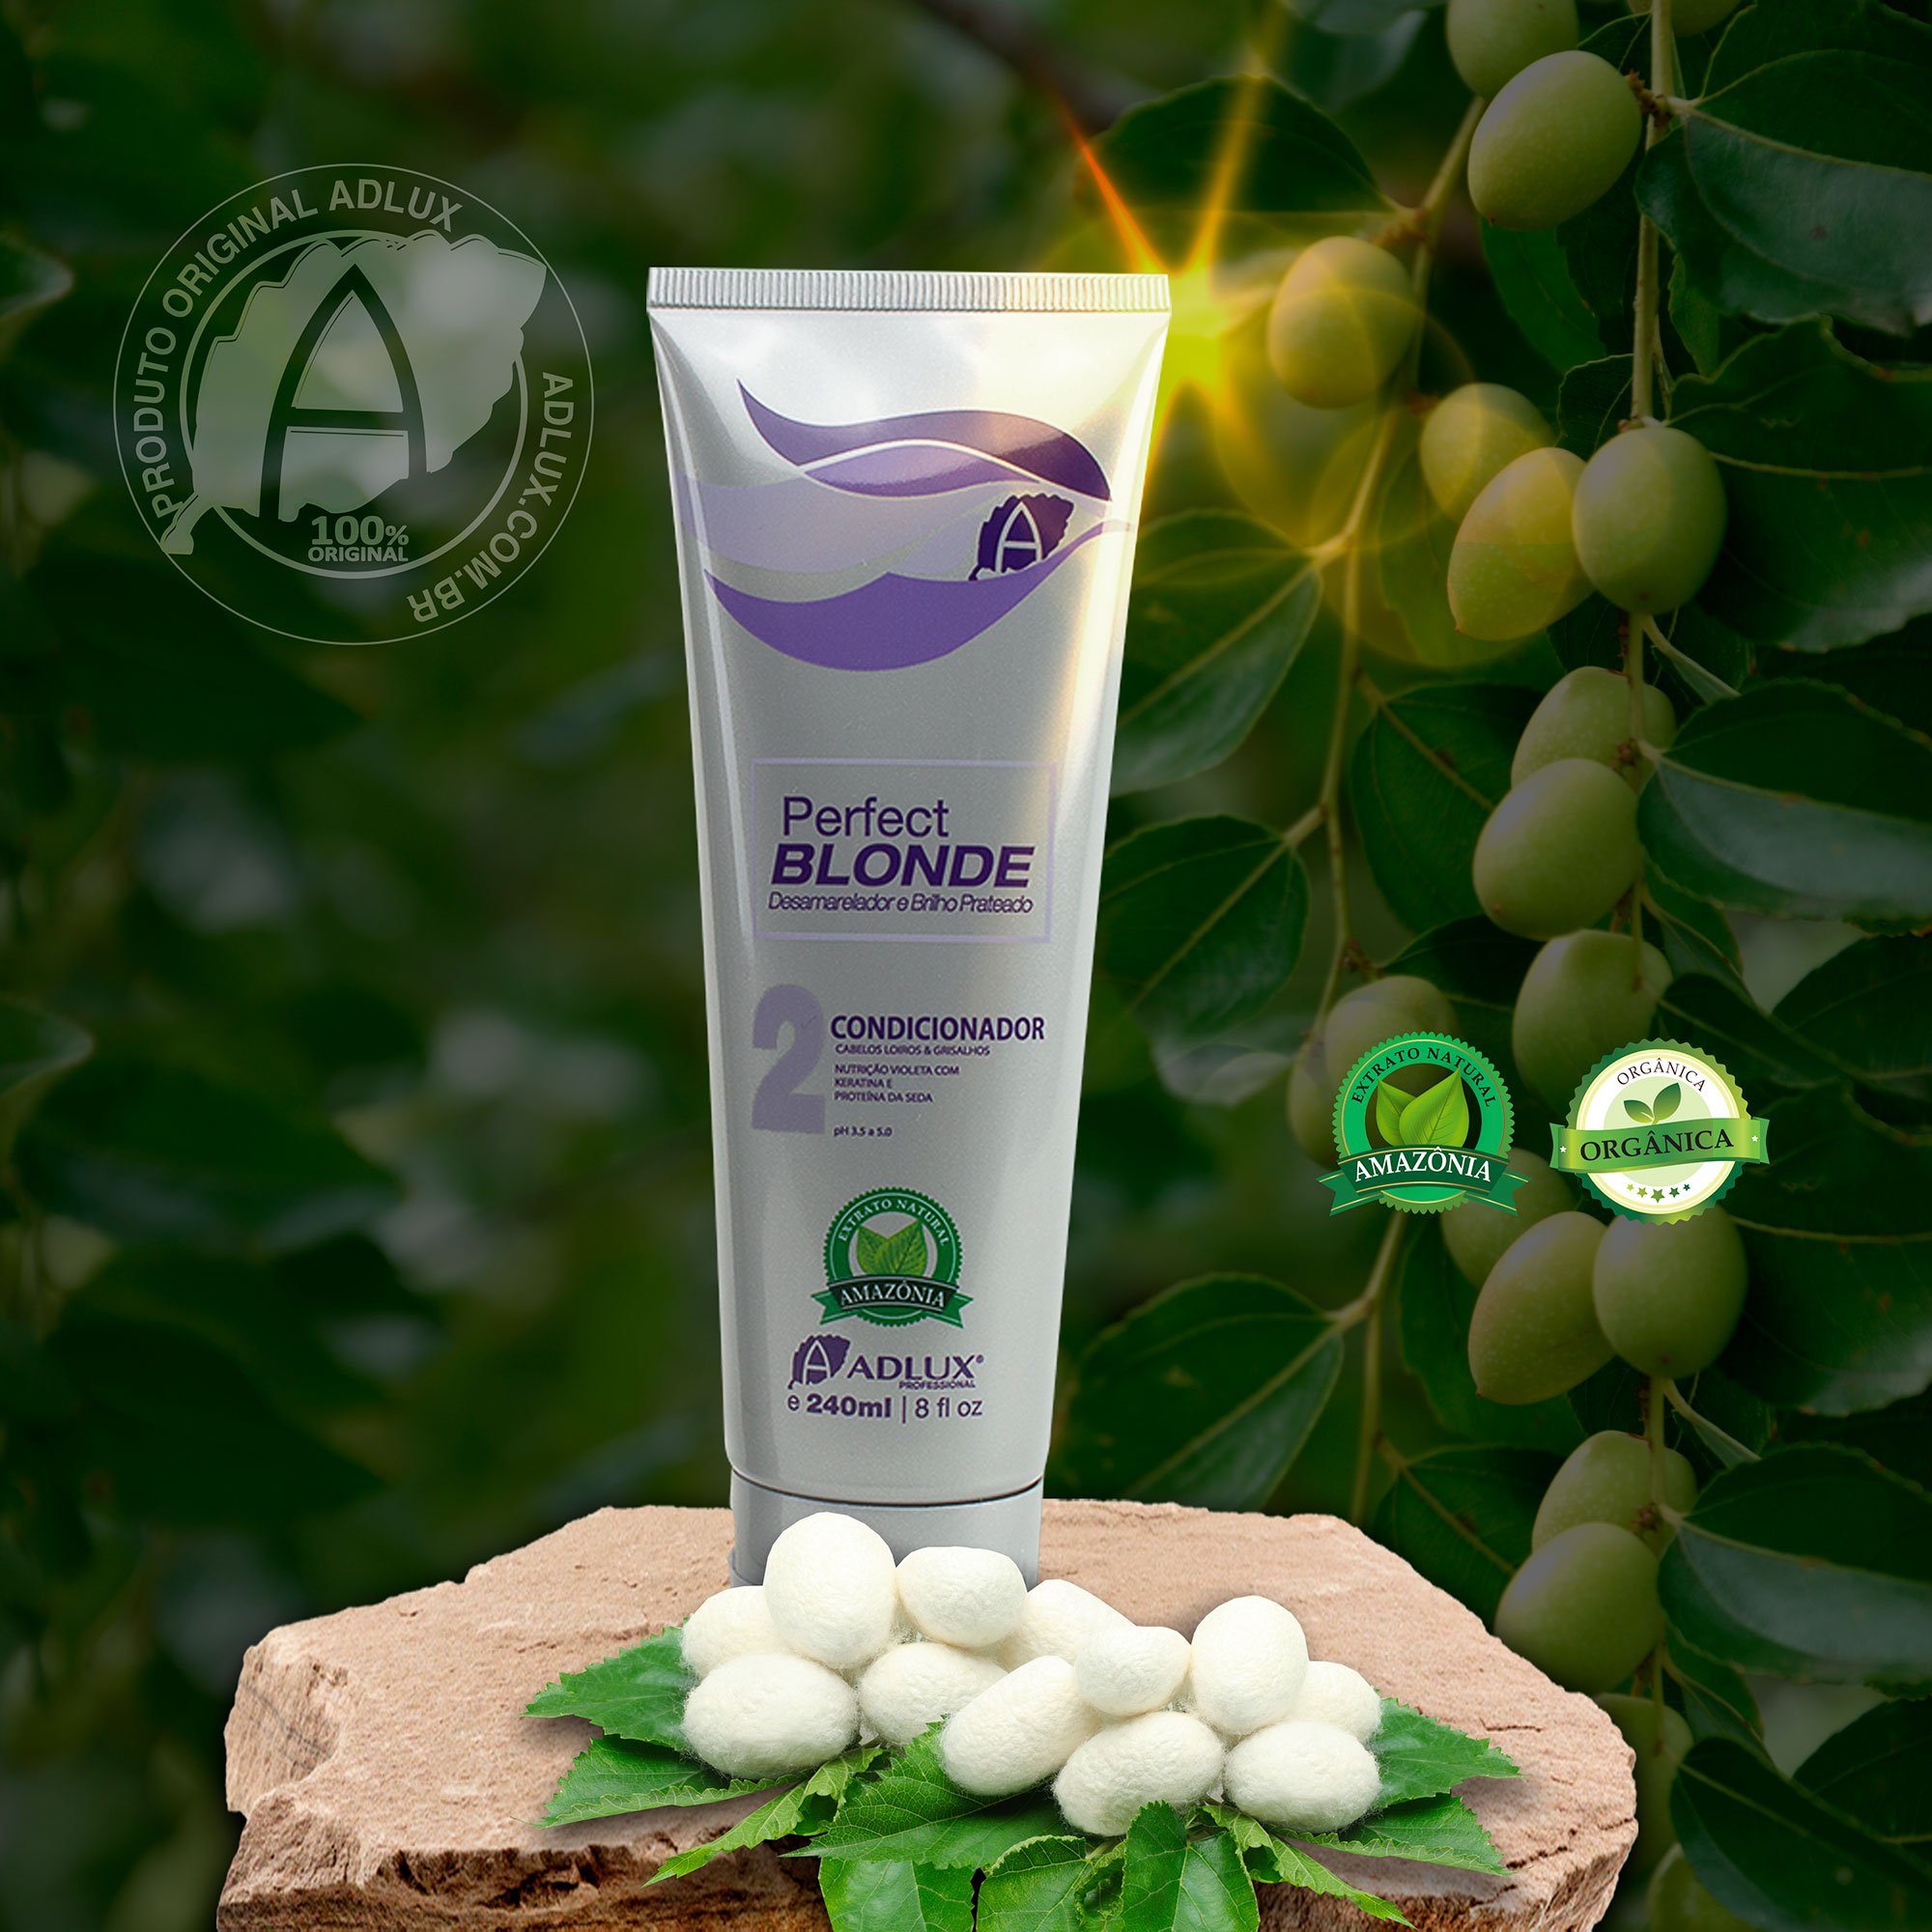 PRODUTO ORIGINAL ADLUX
ADLUX.COM.BR
A
100%
ORIGINAL
A
Perfect
BLONDE
Desamarelador e Brilho Prateado
2
CONDICIONADOR
CABELOS LOIROS & GRISALHOS
NUTRIÇÃO VIOLETA COM
KERATINA E
PROTEÍNA DA SEDA
pH 3.5 a 5.0
EXTRATO NATURAL
AMAZÔNIA
A ADLUX®
PROFESSIONAL
e 240ml | 8 fl oz
EXTRATO NATURAL
AMAZÔNIA
ORGÂNICA
ORGÂNICA